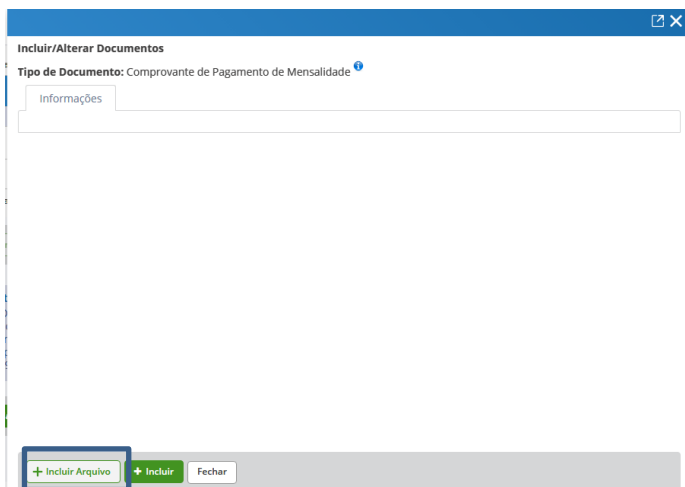 Incluir/Alterar Documentos
Tipo de Documento: Comprovante de Pagamento de Mensalidade
Informações
+ Incluir Arquivo + Incluir Fechar